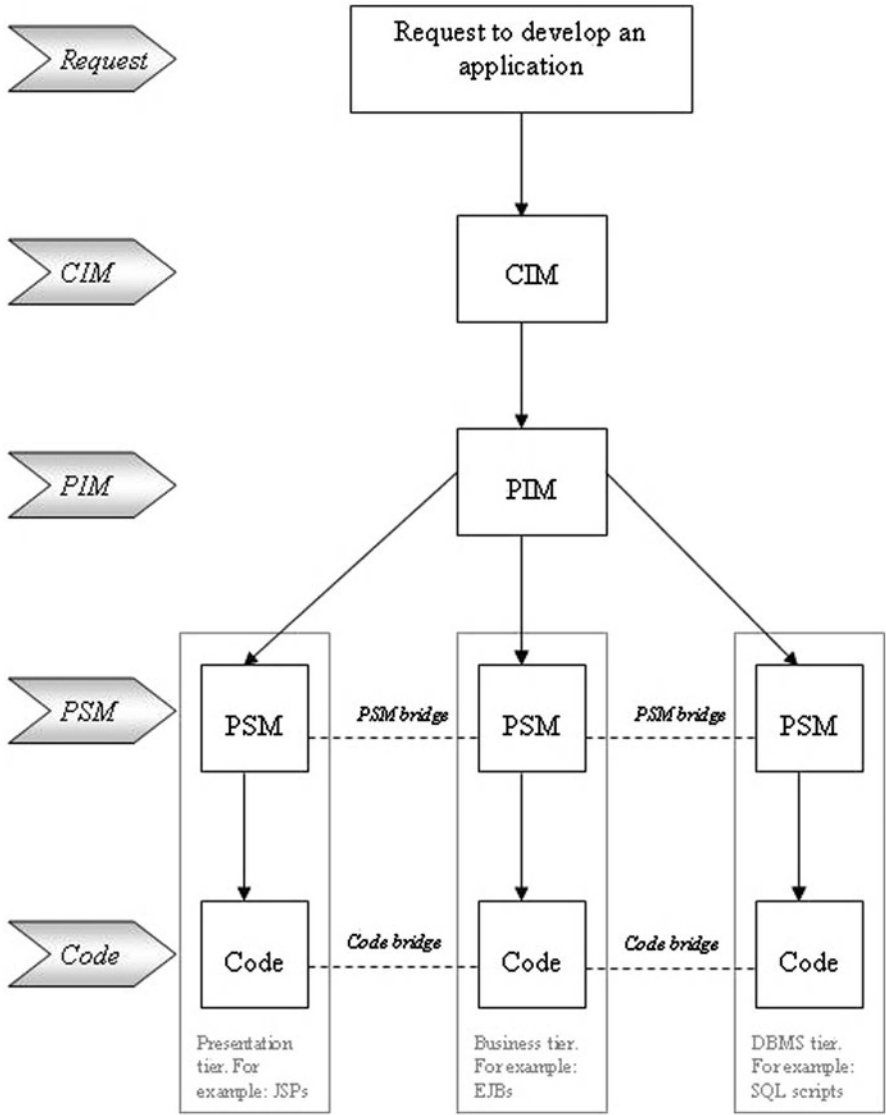 Request
Request to develop an
application
CIM
CIM
PIM
PIM
PSM
PSM
PSM bridge
PSM
PSM bridge
PSM
Code
Code
Code bridge
Code
Code bridge
Code
Presentation
tier. For
example: JSPs
Business tier.
For example:
EJBs
DBMS tier.
For example:
SQL scripts